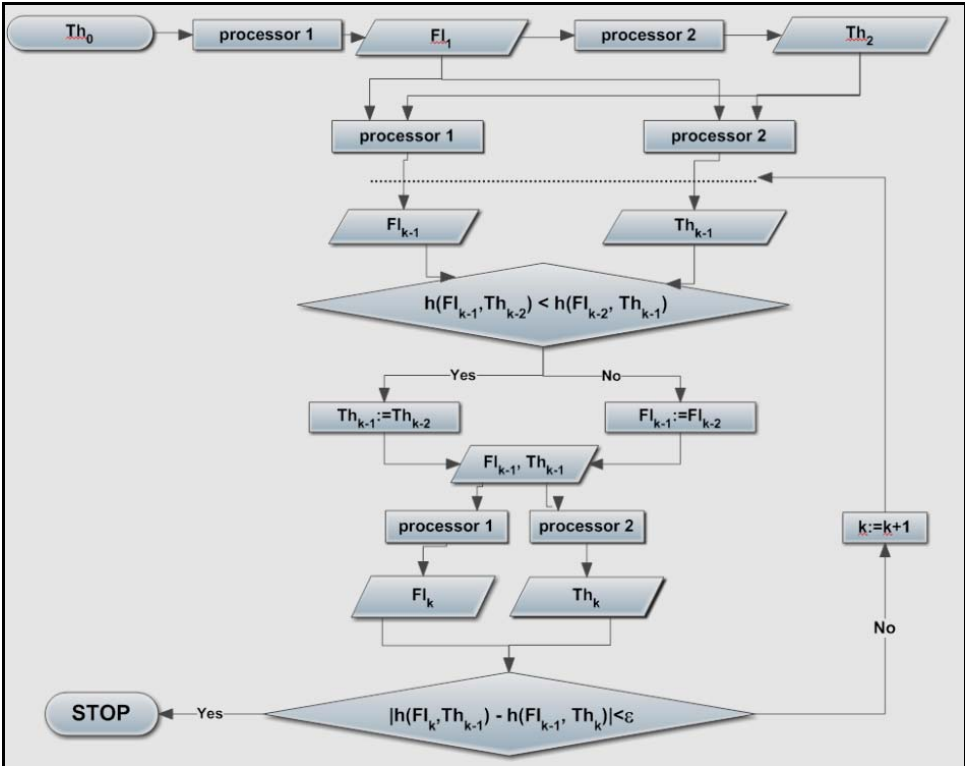 Th₀
processor 1
Fl₁
processor 2
Th₂
processor 1
processor 2
Flₖ₋₁
Thₖ₋₁
h(Flₖ₋₁,Thₖ₋₂) < h(Flₖ₋₂, Thₖ₋₁)
Yes
No
Thₖ₋₁:=Thₖ₋₂
Flₖ₋₁:=Flₖ₋₂
Flₖ₋₁, Thₖ₋₁
processor 1
processor 2
k:=k+1
Flₖ
Thₖ
No
STOP
Yes
|h(Flₖ,Thₖ₋₁) - h(Flₖ₋₁, Thₖ)|<ε